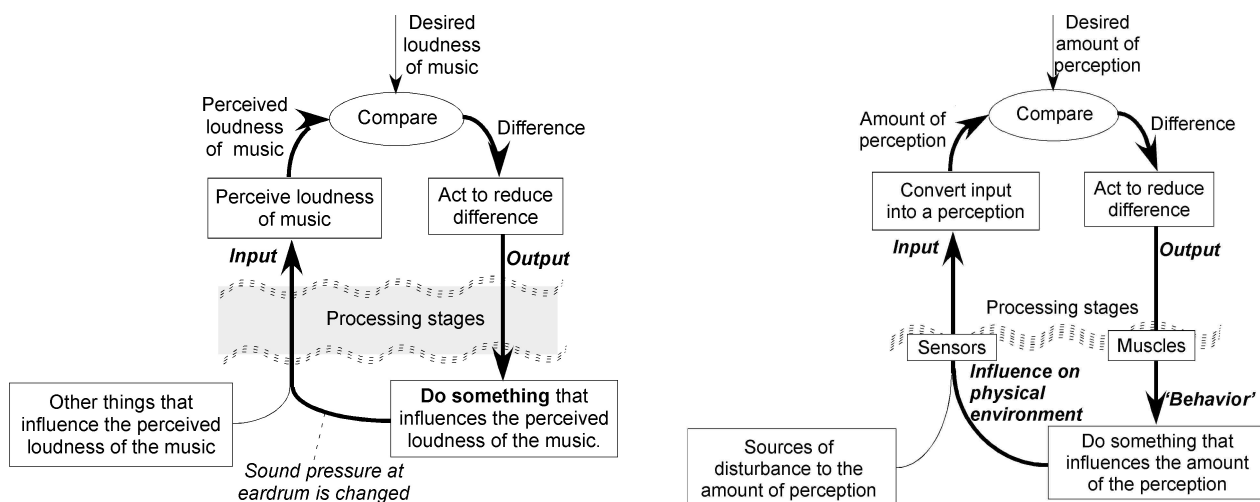 Desired
loudness
of music
Compare
Perceived
loudness
of music
Difference
Perceive loudness
of music
Act to reduce
difference
Input
Output
Processing stages
Other things that
influence the perceived
loudness of the music
Do something that
influences the perceived
loudness of the music.
Sound pressure at
eardrum is changed
Desired
amount of
perception
Compare
Amount of
perception
Difference
Convert input
into a perception
Act to reduce
difference
Input
Output
Processing stages
Sensors
Muscles
Influence on
physical
environment
'Behavior'
Sources of
disturbance to the
amount of perception
Do something that
influences the amount
of the perception